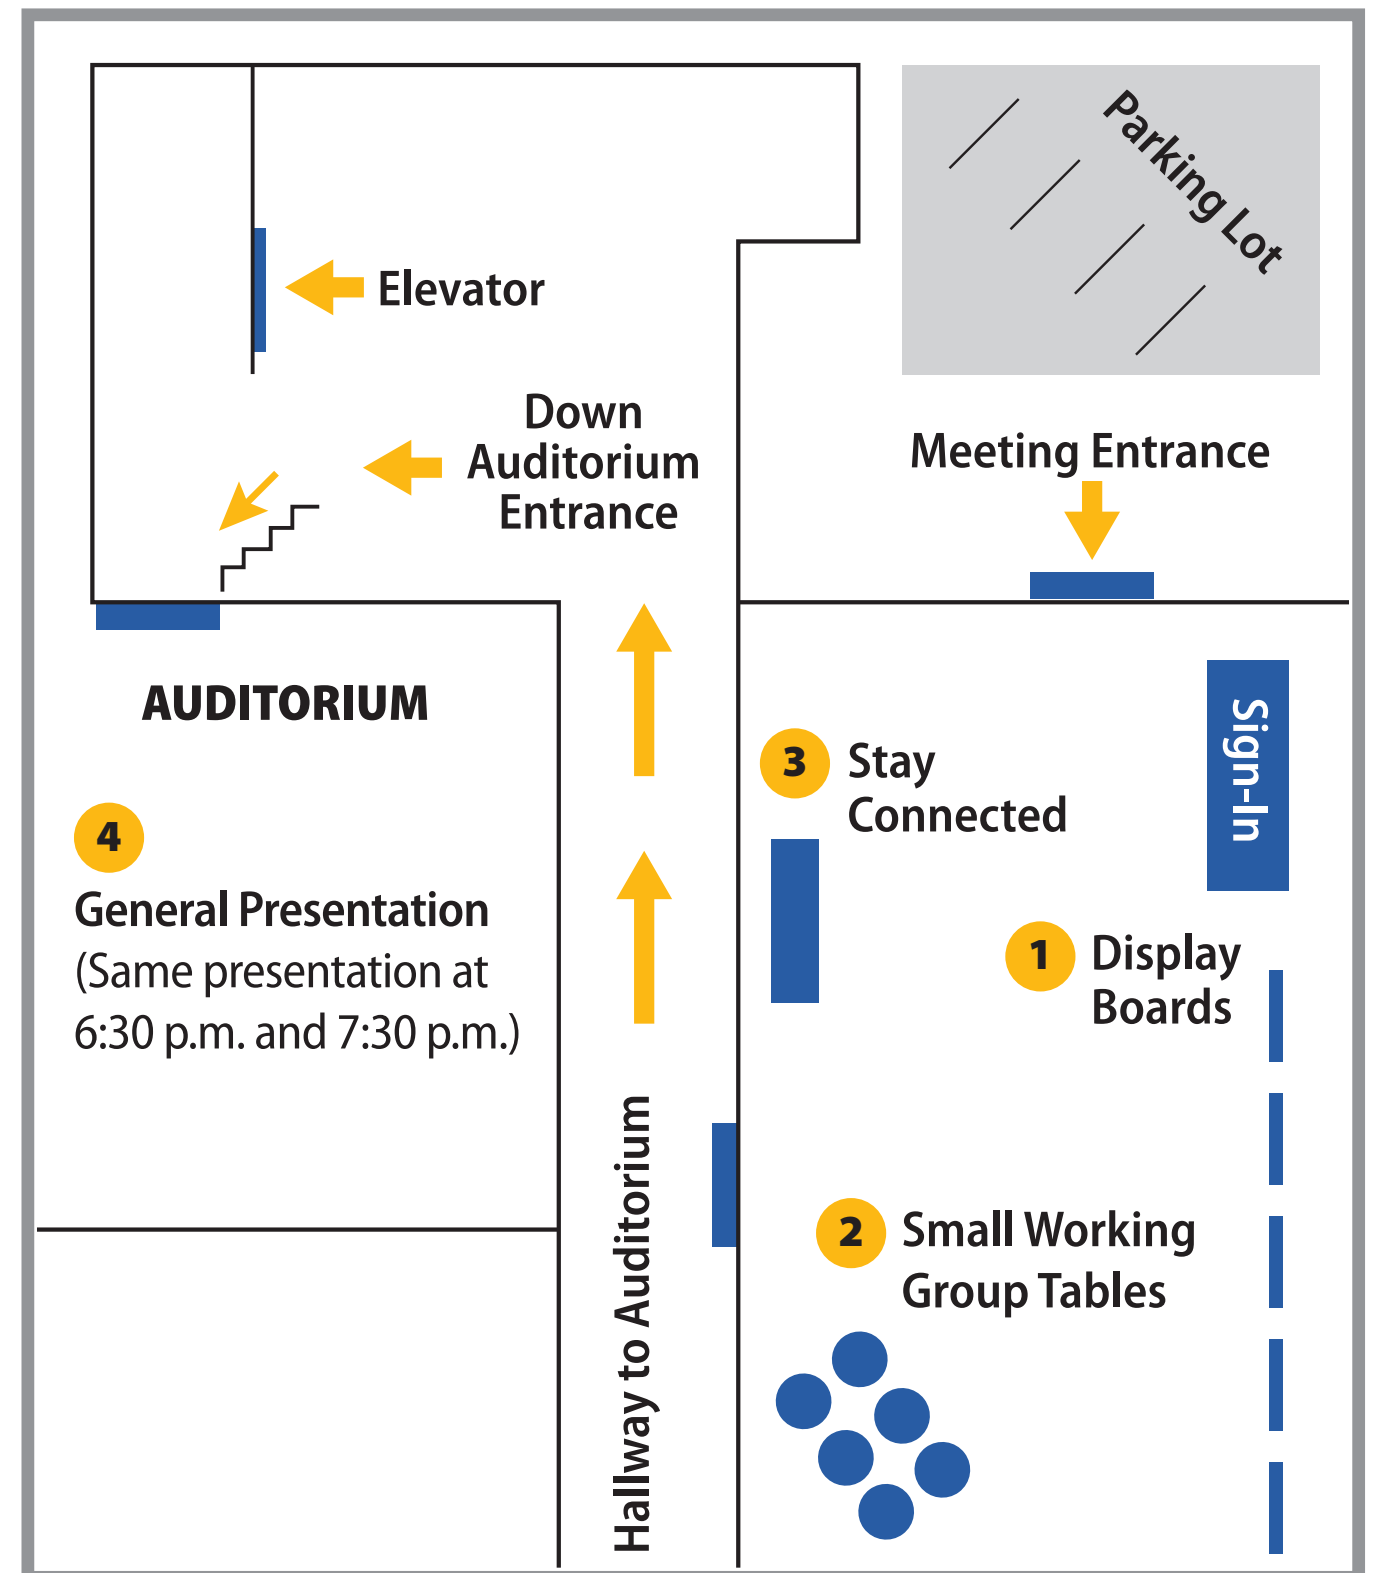 Parking Lot
Elevator
Down
Auditorium
Entrance
Meeting Entrance
AUDITORIUM
Sign-In
3 Stay
Connected
4
General Presentation
(Same presentation at
6:30 p.m. and 7:30 p.m.)
1 Display
Boards
Hallway to Auditorium
2 Small Working
Group Tables